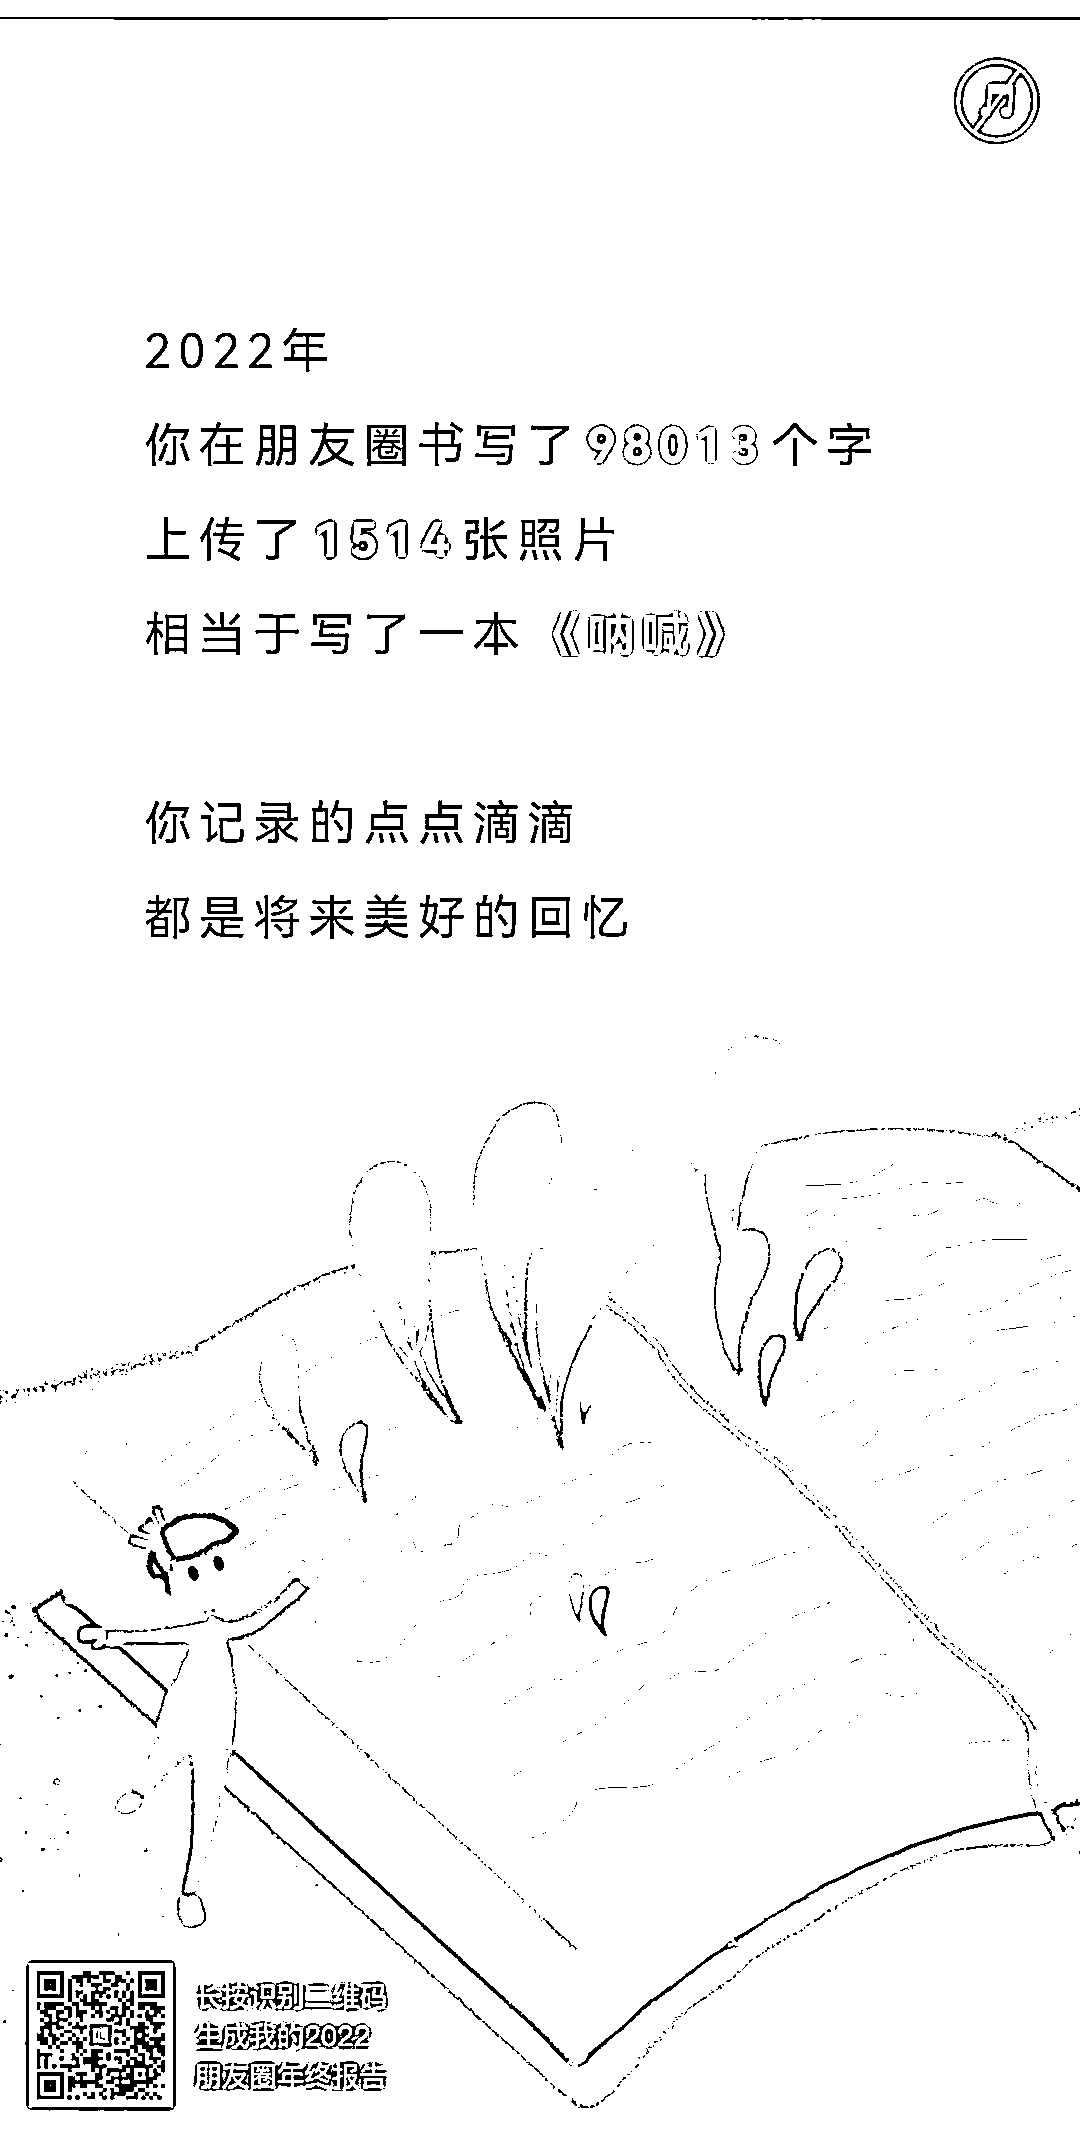 2022年
你在朋友圈书写了98013个字
上传了1514张照片
相当于写了一本《呐喊》
你记录的点点滴滴
都是将来美好的回忆
长按识别二维码
生成我的2022
朋友圈年终报告